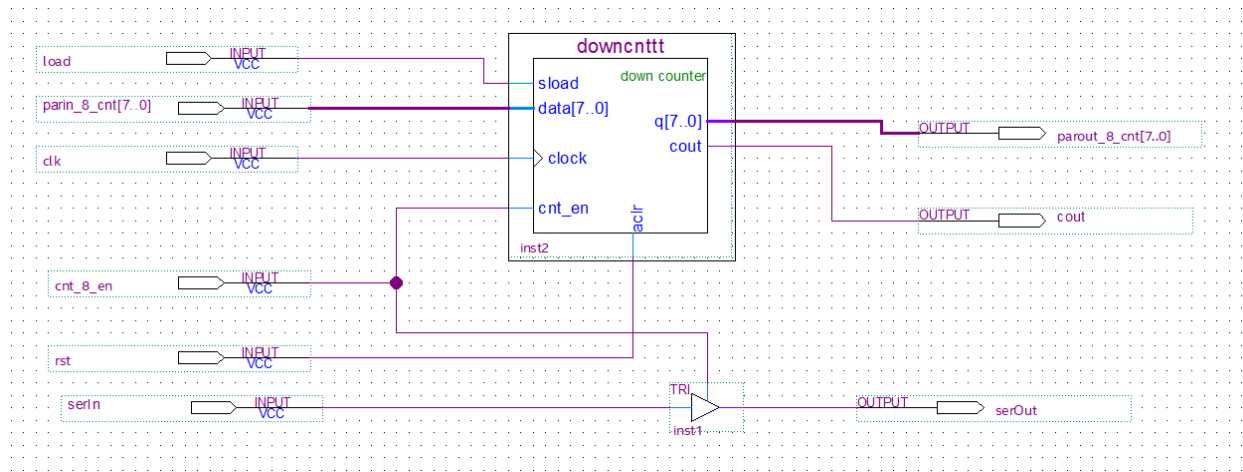 downcnttt
load
INPUT
VCC
sload
down counter
parin_8_cnt[7..0]
INPUT
VCC
data[7..0]
q[7..0]
OUTPUT
parout_8_cnt[7..0]
clk
INPUT
VCC
clock
cout
cnt_en
aclr
OUTPUT
cout
inst2
cnt_8_en
INPUT
VCC
rst
INPUT
VCC
TRI
serIn
INPUT
VCC
OUTPUT
serOut
inst1